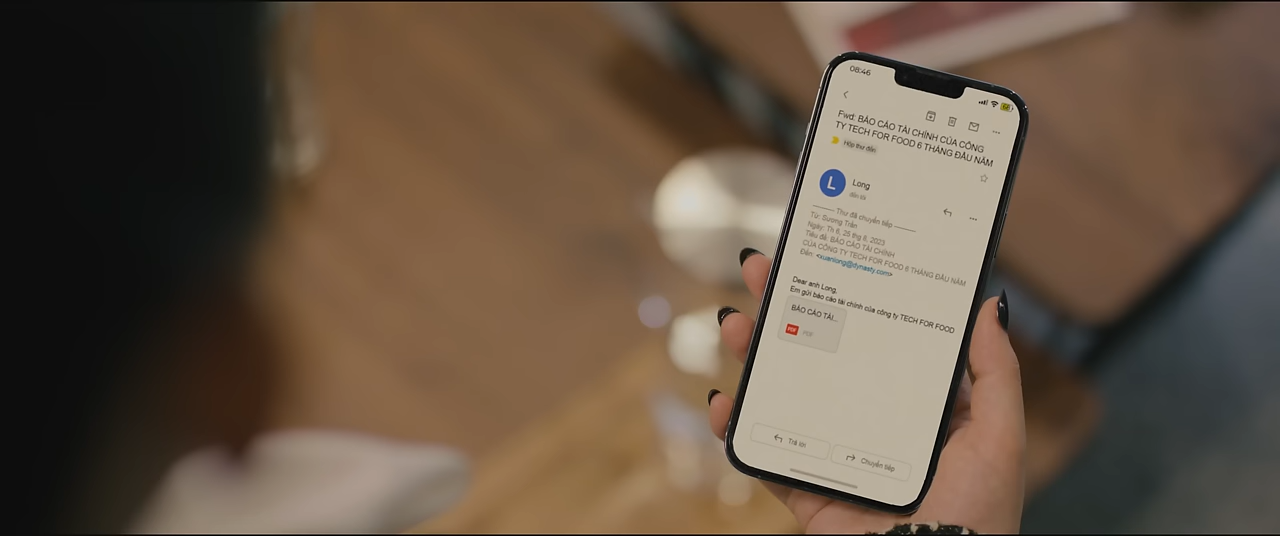 08:46
Fwd: BÁO CÁO TÀI CHÍNH CỦA CÔNG
TY TECH FOR FOOD 6 THÁNG ĐẦU NĂM
Hộp thư đến
L
Long
đến tôi
Thư đã chuyển tiếp
Từ: Sương Trần
Ngày: Th 6, 25 thg 8, 2023
Tiêu đề: BÁO CÁO TÀI CHÍNH
CỦA CÔNG TY TECH FOR FOOD 6 THÁNG ĐẦU NĂM
Đến: <xuanlong@dynasty.com>
Dear anh Long,
Em gửi báo cáo tài chính của công ty TECH FOR FOOD
BÁO CÁO TÀI...
PDF PDF
Trả lời
Chuyển tiếp